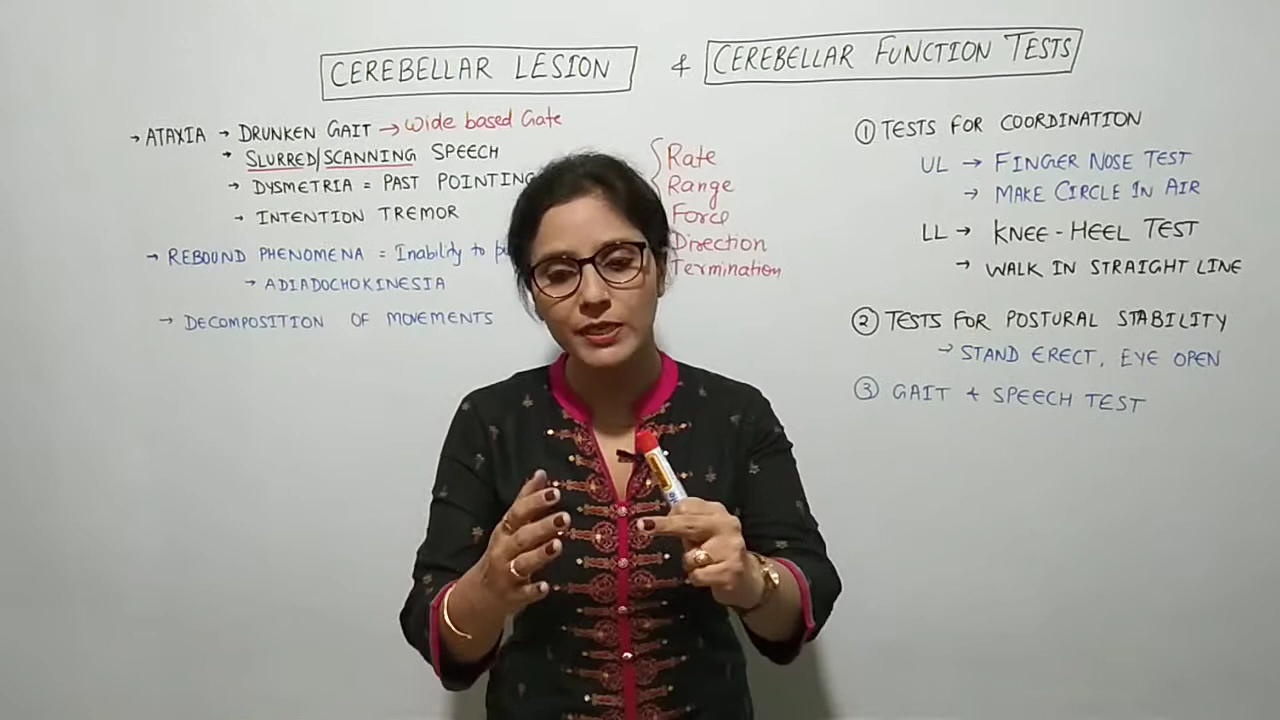 CEREBELLAR LESION & CEREBELLAR FUNCTION TESTS
→ ATAXIA → DRUNKEN GAIT → Wide based Gate
→ SLURRED/SCANNING SPEECH
→ DYSMETRIA = PAST POINTING
→ INTENTION TREMOR
→ REBOUND PHENOMENA = Inability to
→ ADIADOCHOKINESIA
→ DECOMPOSITION OF MOVEMENTS
Rate
Range
Force
Direction
Termination
① TESTS FOR COORDINATION
UL → FINGER NOSE TEST
→ MAKE CIRCLE IN AIR
LL → KNEE-HEEL TEST
→ WALK IN STRAIGHT LINE
② TESTS FOR POSTURAL STABILITY
→ STAND ERECT, EYE OPEN
③ GAIT & SPEECH TEST